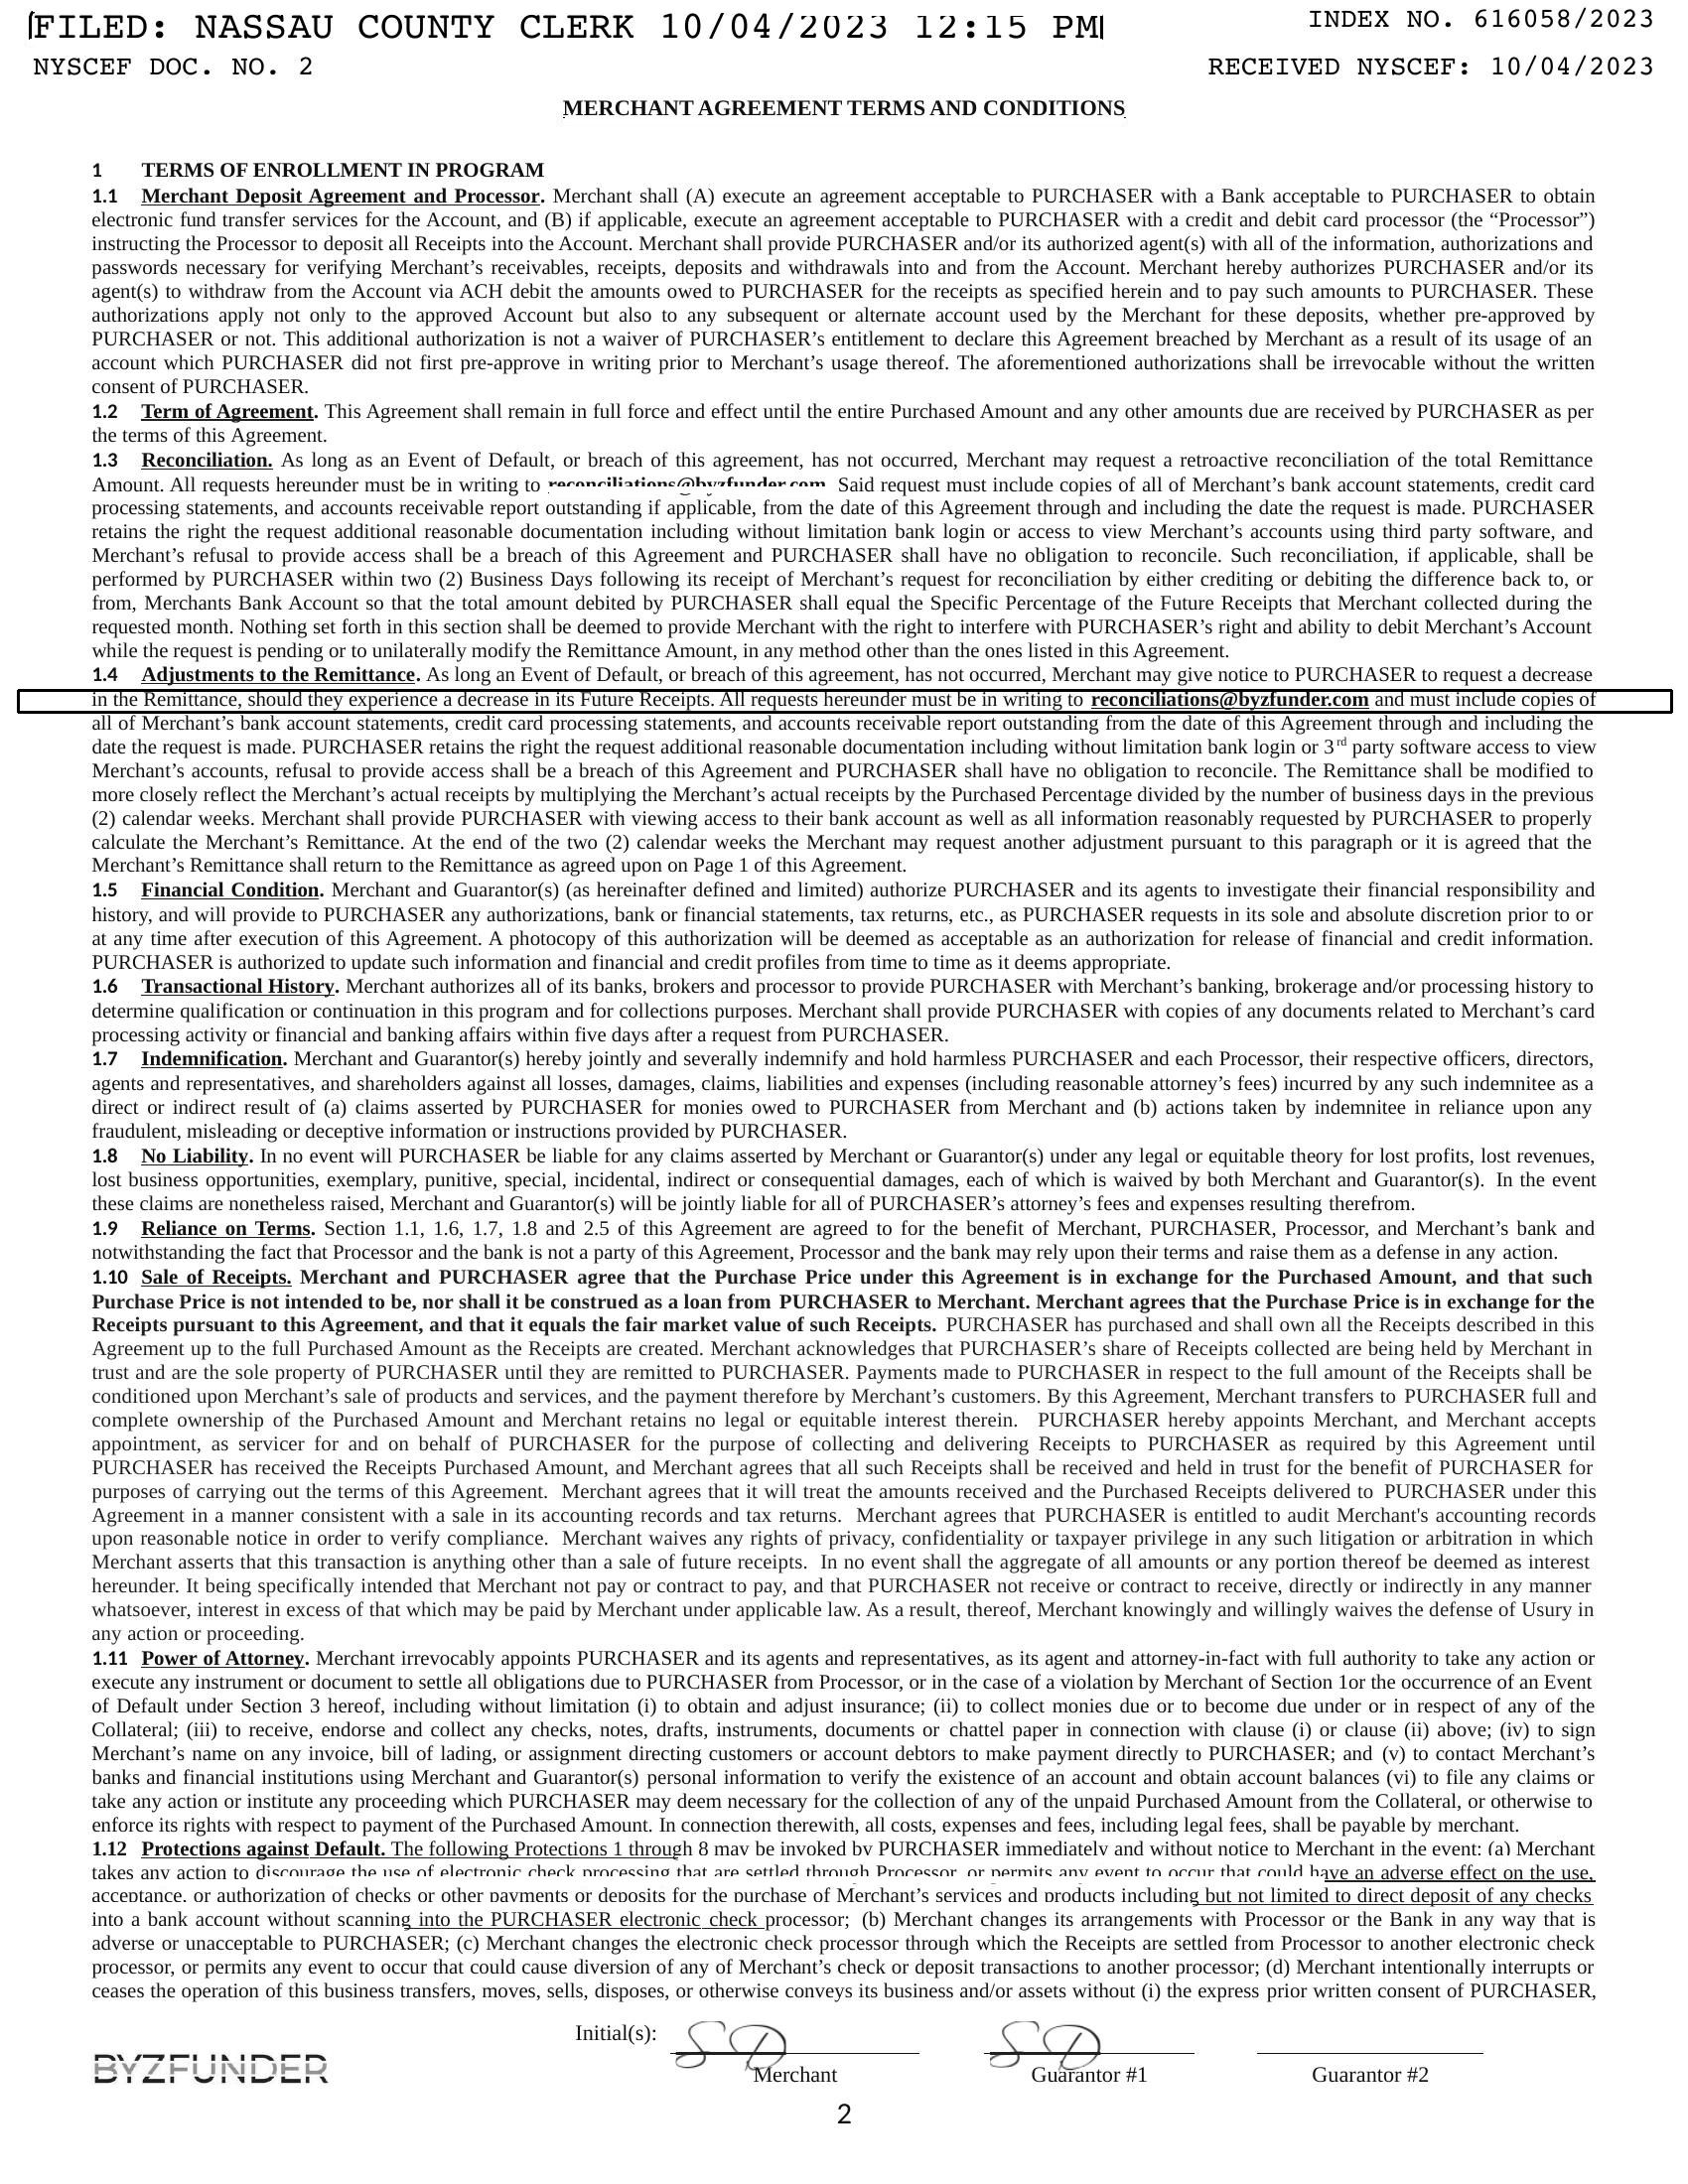 FILED: NASSAU COUNTY CLERK 10/04/2023 12:15 PM
INDEX NO. 616058/2023
NYSCEF DOC. NO. 2
RECEIVED NYSCEF: 10/04/2023
MERCHANT AGREEMENT TERMS AND CONDITIONS
1 TERMS OF ENROLLMENT IN PROGRAM
1.1 Merchant Deposit Agreement and Processor. Merchant shall (A) execute an agreement acceptable to PURCHASER with a Bank acceptable to PURCHASER to obtain
electronic fund transfer services for the Account, and (B) if applicable, execute an agreement acceptable to PURCHASER with a credit and debit card processor (the “Processor”)
instructing the Processor to deposit all Receipts into the Account. Merchant shall provide PURCHASER and/or its authorized agent(s) with all of the information, authorizations and
passwords necessary for verifying Merchant’s receivables, receipts, deposits and withdrawals into and from the Account. Merchant hereby authorizes PURCHASER and/or its
agent(s) to withdraw from the Account via ACH debit the amounts owed to PURCHASER for the receipts as specified herein and to pay such amounts to PURCHASER. These
authorizations apply not only to the approved Account but also to any subsequent or alternate account used by the Merchant for these deposits, whether pre-approved by
PURCHASER or not. This additional authorization is not a waiver of PURCHASER’s entitlement to declare this Agreement breached by Merchant as a result of its usage of an
account which PURCHASER did not first pre-approve in writing prior to Merchant’s usage thereof. The aforementioned authorizations shall be irrevocable without the written
consent of PURCHASER.
1.2 Term of Agreement. This Agreement shall remain in full force and effect until the entire Purchased Amount and any other amounts due are received by PURCHASER as per
the terms of this Agreement.
1.3 Reconciliation. As long as an Event of Default, or breach of this agreement, has not occurred, Merchant may request a retroactive reconciliation of the total Remittance
Amount. All requests hereunder must be in writing to reconciliations@byzfunder.com Said request must include copies of all of Merchant’s bank account statements, credit card
processing statements, and accounts receivable report outstanding if applicable, from the date of this Agreement through and including the date the request is made. PURCHASER
retains the right the request additional reasonable documentation including without limitation bank login or access to view Merchant’s accounts using third party software, and
Merchant’s refusal to provide access shall be a breach of this Agreement and PURCHASER shall have no obligation to reconcile. Such reconciliation, if applicable, shall be
performed by PURCHASER within two (2) Business Days following its receipt of Merchant’s request for reconciliation by either crediting or debiting the difference back to, or
from, Merchants Bank Account so that the total amount debited by PURCHASER shall equal the Specific Percentage of the Future Receipts that Merchant collected during the
requested month. Nothing set forth in this section shall be deemed to provide Merchant with the right to interfere with PURCHASER’s right and ability to debit Merchant’s Account
while the request is pending or to unilaterally modify the Remittance Amount, in any method other than the ones listed in this Agreement.
1.4 Adjustments to the Remittance. As long an Event of Default, or breach of this agreement, has not occurred, Merchant may give notice to PURCHASER to request a decrease
in the Remittance, should they experience a decrease in its Future Receipts. All requests hereunder must be in writing to reconciliations@byzfunder.com and must include copies of
all of Merchant’s bank account statements, credit card processing statements, and accounts receivable report outstanding from the date of this Agreement through and including the
date the request is made. PURCHASER retains the right the request additional reasonable documentation including without limitation bank login or 3rd party software access to view
Merchant’s accounts, refusal to provide access shall be a breach of this Agreement and PURCHASER shall have no obligation to reconcile. The Remittance shall be modified to
more closely reflect the Merchant’s actual receipts by multiplying the Merchant’s actual receipts by the Purchased Percentage divided by the number of business days in the previous
(2) calendar weeks. Merchant shall provide PURCHASER with viewing access to their bank account as well as all information reasonably requested by PURCHASER to properly
calculate the Merchant’s Remittance. At the end of the two (2) calendar weeks the Merchant may request another adjustment pursuant to this paragraph or it is agreed that the
Merchant’s Remittance shall return to the Remittance as agreed upon on Page 1 of this Agreement.
1.5 Financial Condition. Merchant and Guarantor(s) (as hereinafter defined and limited) authorize PURCHASER and its agents to investigate their financial responsibility and
history, and will provide to PURCHASER any authorizations, bank or financial statements, tax returns, etc., as PURCHASER requests in its sole and absolute discretion prior to or
at any time after execution of this Agreement. A photocopy of this authorization will be deemed as acceptable as an authorization for release of financial and credit information.
PURCHASER is authorized to update such information and financial and credit profiles from time to time as it deems appropriate.
1.6 Transactional History. Merchant authorizes all of its banks, brokers and processor to provide PURCHASER with Merchant’s banking, brokerage and/or processing history to
determine qualification or continuation in this program and for collections purposes. Merchant shall provide PURCHASER with copies of any documents related to Merchant’s card
processing activity or financial and banking affairs within five days after a request from PURCHASER.
1.7 Indemnification. Merchant and Guarantor(s) hereby jointly and severally indemnify and hold harmless PURCHASER and each Processor, their respective officers, directors,
agents and representatives, and shareholders against all losses, damages, claims, liabilities and expenses (including reasonable attorney’s fees) incurred by any such indemnitee as a
direct or indirect result of (a) claims asserted by PURCHASER for monies owed to PURCHASER from Merchant and (b) actions taken by indemnitee in reliance upon any
fraudulent, misleading or deceptive information or instructions provided by PURCHASER.
1.8 No Liability. In no event will PURCHASER be liable for any claims asserted by Merchant or Guarantor(s) under any legal or equitable theory for lost profits, lost revenues,
lost business opportunities, exemplary, punitive, special, incidental, indirect or consequential damages, each of which is waived by both Merchant and Guarantor(s). In the event
these claims are nonetheless raised, Merchant and Guarantor(s) will be jointly liable for all of PURCHASER’s attorney’s fees and expenses resulting therefrom.
1.9 Reliance on Terms. Section 1.1, 1.6, 1.7, 1.8 and 2.5 of this Agreement are agreed to for the benefit of Merchant, PURCHASER, Processor, and Merchant’s bank and
notwithstanding the fact that Processor and the bank is not a party of this Agreement, Processor and the bank may rely upon their terms and raise them as a defense in any action.
1.10 Sale of Receipts. Merchant and PURCHASER agree that the Purchase Price under this Agreement is in exchange for the Purchased Amount, and that such
Purchase Price is not intended to be, nor shall it be construed as a loan from PURCHASER to Merchant. Merchant agrees that the Purchase Price is in exchange for the
Receipts pursuant to this Agreement, and that it equals the fair market value of such Receipts. PURCHASER has purchased and shall own all the Receipts described in this
Agreement up to the full Purchased Amount as the Receipts are created. Merchant acknowledges that PURCHASER’s share of Receipts collected are being held by Merchant in
trust and are the sole property of PURCHASER until they are remitted to PURCHASER. Payments made to PURCHASER in respect to the full amount of the Receipts shall be
conditioned upon Merchant’s sale of products and services, and the payment therefore by Merchant’s customers. By this Agreement, Merchant transfers to PURCHASER full and
complete ownership of the Purchased Amount and Merchant retains no legal or equitable interest therein. PURCHASER hereby appoints Merchant, and Merchant accepts
appointment, as servicer for and on behalf of PURCHASER for the purpose of collecting and delivering Receipts to PURCHASER as required by this Agreement until
PURCHASER has received the Receipts Purchased Amount, and Merchant agrees that all such Receipts shall be received and held in trust for the benefit of PURCHASER for
purposes of carrying out the terms of this Agreement. Merchant agrees that it will treat the amounts received and the Purchased Receipts delivered to PURCHASER under this
Agreement in a manner consistent with a sale in its accounting records and tax returns. Merchant agrees that PURCHASER is entitled to audit Merchant's accounting records
upon reasonable notice in order to verify compliance. Merchant waives any rights of privacy, confidentiality or taxpayer privilege in any such litigation or arbitration in which
Merchant asserts that this transaction is anything other than a sale of future receipts. In no event shall the aggregate of all amounts or any portion thereof be deemed as interest
hereunder. It being specifically intended that Merchant not pay or contract to pay, and that PURCHASER not receive or contract to receive, directly or indirectly in any manner
whatsoever, interest in excess of that which may be paid by Merchant under applicable law. As a result, thereof, Merchant knowingly and willingly waives the defense of Usury in
any action or proceeding.
1.11 Power of Attorney. Merchant irrevocably appoints PURCHASER and its agents and representatives, as its agent and attorney-in-fact with full authority to take any action or
execute any instrument or document to settle all obligations due to PURCHASER from Processor, or in the case of a violation by Merchant of Section 1or the occurrence of an Event
of Default under Section 3 hereof, including without limitation (i) to obtain and adjust insurance; (ii) to collect monies due or to become due under or in respect of any of the
Collateral; (iii) to receive, endorse and collect any checks, notes, drafts, instruments, documents or chattel paper in connection with clause (i) or clause (ii) above; (iv) to sign
Merchant’s name on any invoice, bill of lading, or assignment directing customers or account debtors to make payment directly to PURCHASER; and (v) to contact Merchant’s
banks and financial institutions using Merchant and Guarantor(s) personal information to verify the existence of an account and obtain account balances (vi) to file any claims or
take any action or institute any proceeding which PURCHASER may deem necessary for the collection of any of the unpaid Purchased Amount from the Collateral, or otherwise to
enforce its rights with respect to payment of the Purchased Amount. In connection therewith, all costs, expenses and fees, including legal fees, shall be payable by merchant.
1.12 Protections against Default. The following Protections 1 through 8 may be invoked by PURCHASER immediately and without notice to Merchant in the event: (a) Merchant
takes any action to discourage the use of electronic check processing that are settled through Processor, or permits any event to occur that could have an adverse effect on the use,
acceptance, or authorization of checks or other payments or deposits for the purchase of Merchant’s services and products including but not limited to direct deposit of any checks
into a bank account without scanning into the PURCHASER electronic check processor; (b) Merchant changes its arrangements with Processor or the Bank in any way that is
adverse or unacceptable to PURCHASER; (c) Merchant changes the electronic check processor through which the Receipts are settled from Processor to another electronic check
processor, or permits any event to occur that could cause diversion of any of Merchant’s check or deposit transactions to another processor; (d) Merchant intentionally interrupts or
ceases the operation of this business transfers, moves, sells, disposes, or otherwise conveys its business and/or assets without (i) the express prior written consent of PURCHASER,
Initial(s): SD SD
BYZFUNDER
Merchant Guarantor #1 Guarantor #2
2